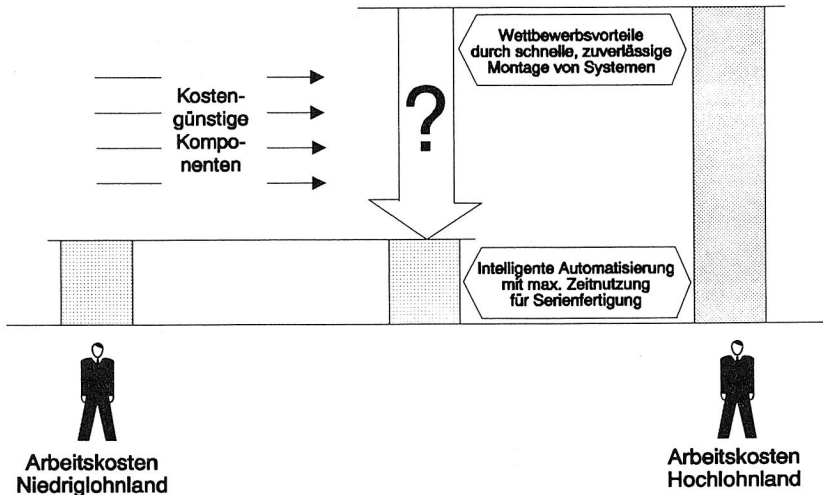 Wettbewerbsvorteile
durch schnelle, zuverlässige
Montage von Systemen
Kosten-
günstige
Kompo-
nenten
?
Intelligente Automatisierung
mit max. Zeitnutzung
für Serienfertigung
Arbeitskosten
Niedriglohnland
Arbeitskosten
Hochlohnland